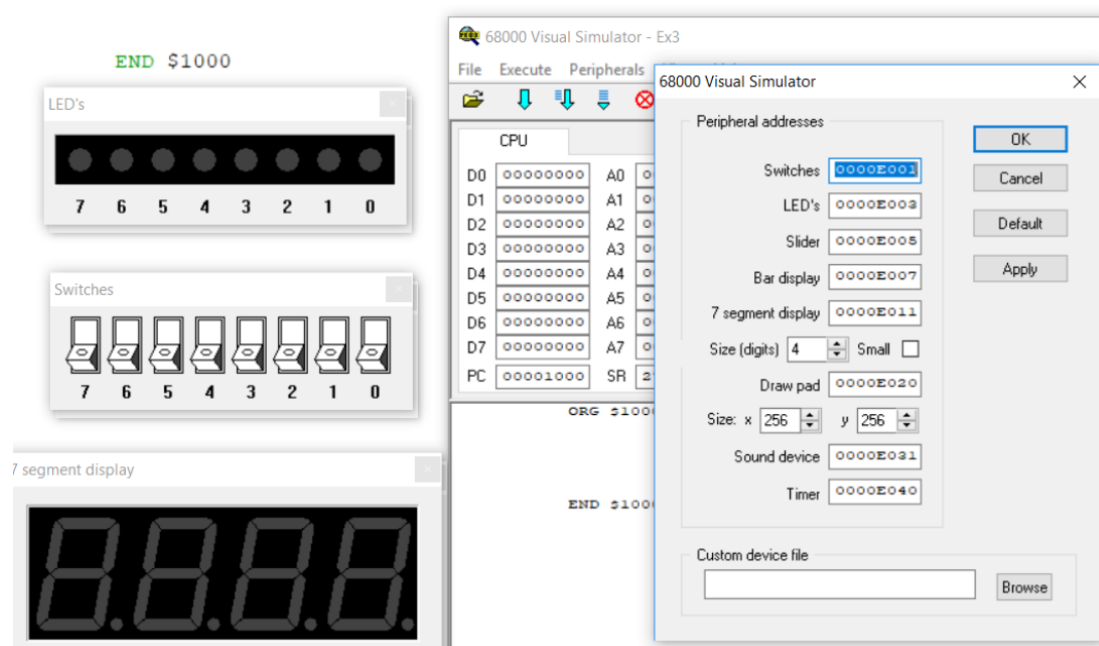 END $1000
LED's
7 6 5 4 3 2 1 0
Switches
7 6 5 4 3 2 1 0
7 segment display
68000 Visual Simulator - Ex3
File Execute Peripherals
CPU
D0 00000000 A0
D1 00000000 A1
D2 00000000 A2
D3 00000000 A3
D4 00000000 A4
D5 00000000 A5
D6 00000000 A6
D7 00000000 A7
PC 00001000 SR 2
ORG $100
END $100
68000 Visual Simulator
Peripheral addresses
Switches 0000E001
LED's 0000E003
Slider 0000E005
Bar display 0000E007
7 segment display 0000E011
Size (digits) 4 Small
Draw pad 0000E020
Size: x 256 y 256
Sound device 0000E031
Timer 0000E040
OK
Cancel
Default
Apply
Custom device file
Browse